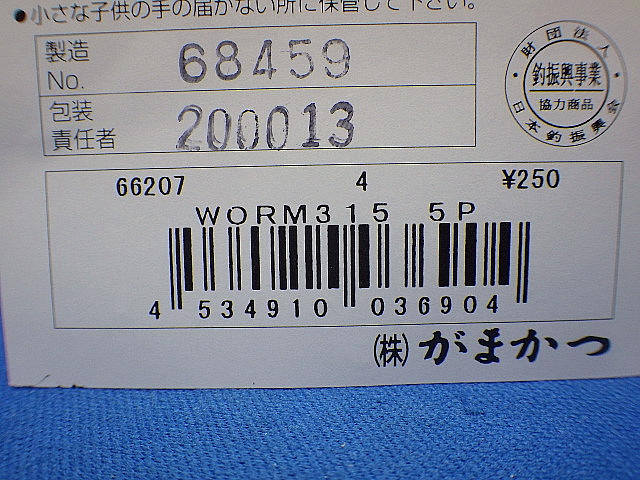 ●小さな子供の手の届かない所に保管して下さい。
製造
No. 68459
包装
責任者 200013
財団法人
釣振興事業
協力商品
日本釣振興会
66207 4 ¥250
WORM315 5P
4 534910 036904
(株)がまかつ